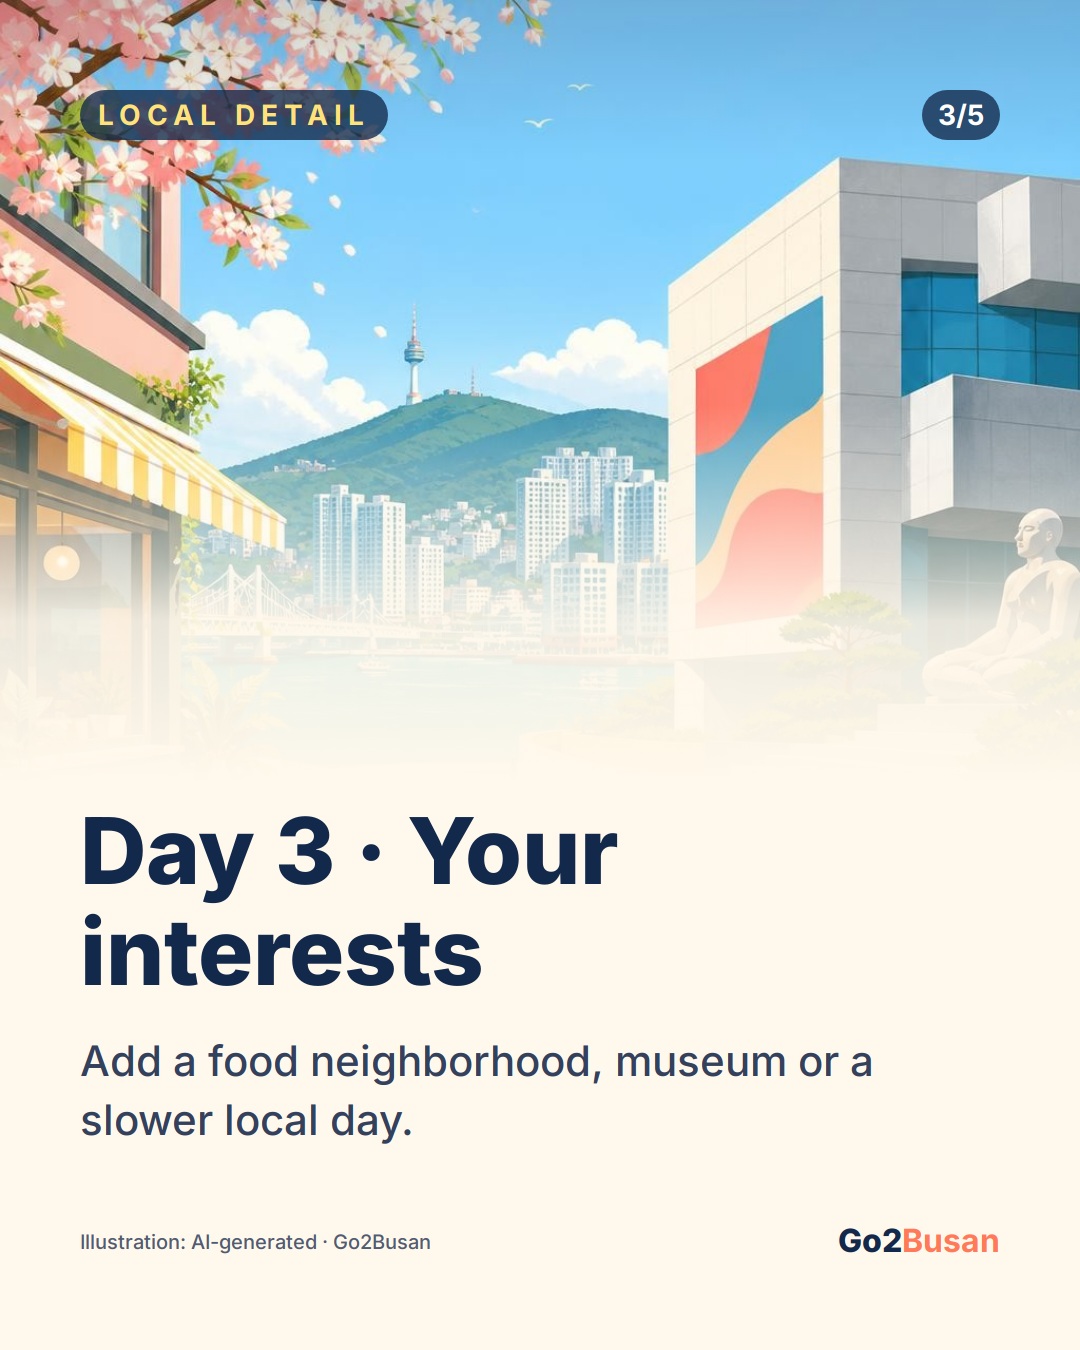 LOCAL DETAIL
3/5
Day 3 · Your
interests
Add a food neighborhood, museum or a
slower local day.
Illustration: AI-generated · Go2Busan
Go2Busan